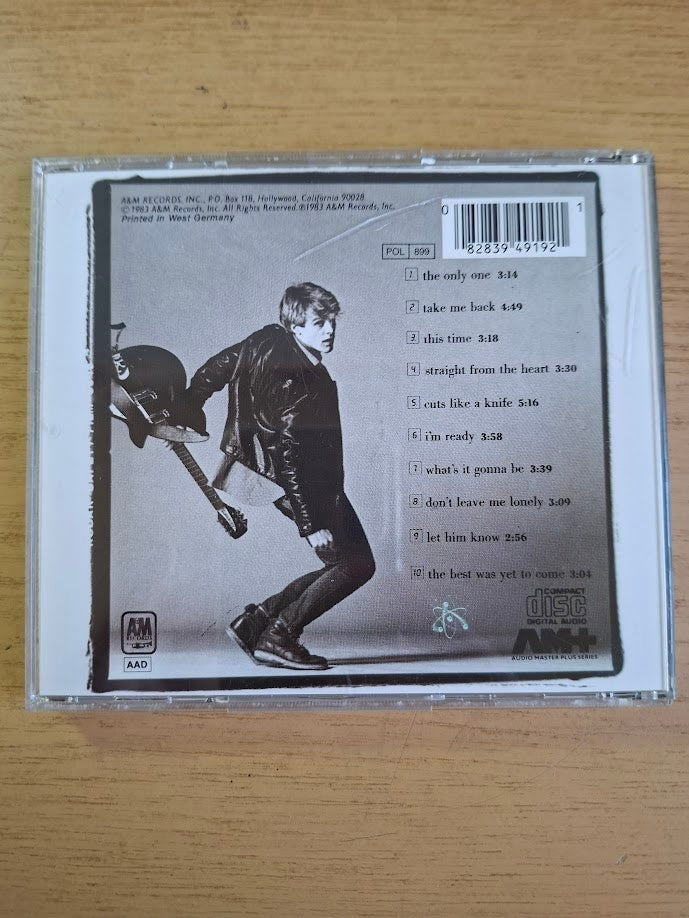 A&M RECORDS, INC., P.O. Box 118, Hollywood, California 90028
© 1983 A&M Records, Inc. All Rights Reserved. ℗ 1983 A&M Records, Inc.
Printed in West Germany
0 82839 49192 1
POL 899
1 the only one 3:14
2 take me back 4:49
3 this time 3:18
4 straight from the heart 3:30
5 cuts like a knife 5:16
6 i'm ready 3:58
7 what's it gonna be 3:39
8 don't leave me lonely 3:09
9 let him know 2:56
10 the best was yet to come 3:04
COMPACT
disc
DIGITAL AUDIO
AM+
AUDIO MASTER PLUS SERIES
A&M
RECORDS
AAD